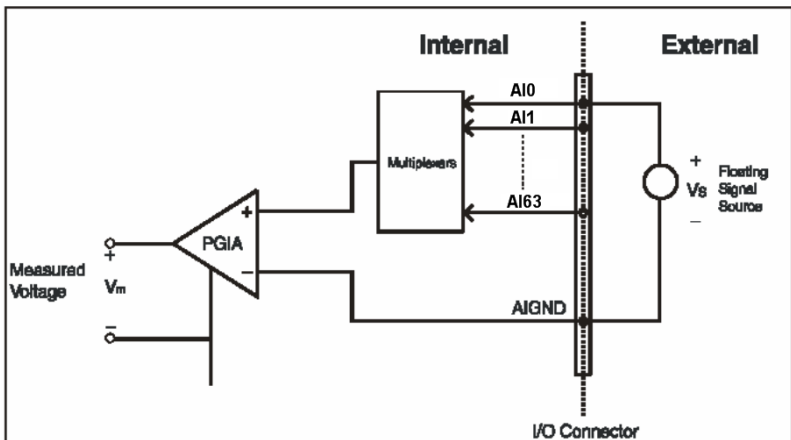 Internal
External
AI0
AI1
Multiplexers
AI63
+
Vs
−
Floating
Signal
Source
+
PGIA
−
Measured
Voltage
+
Vm
−
AIGND
I/O Connector